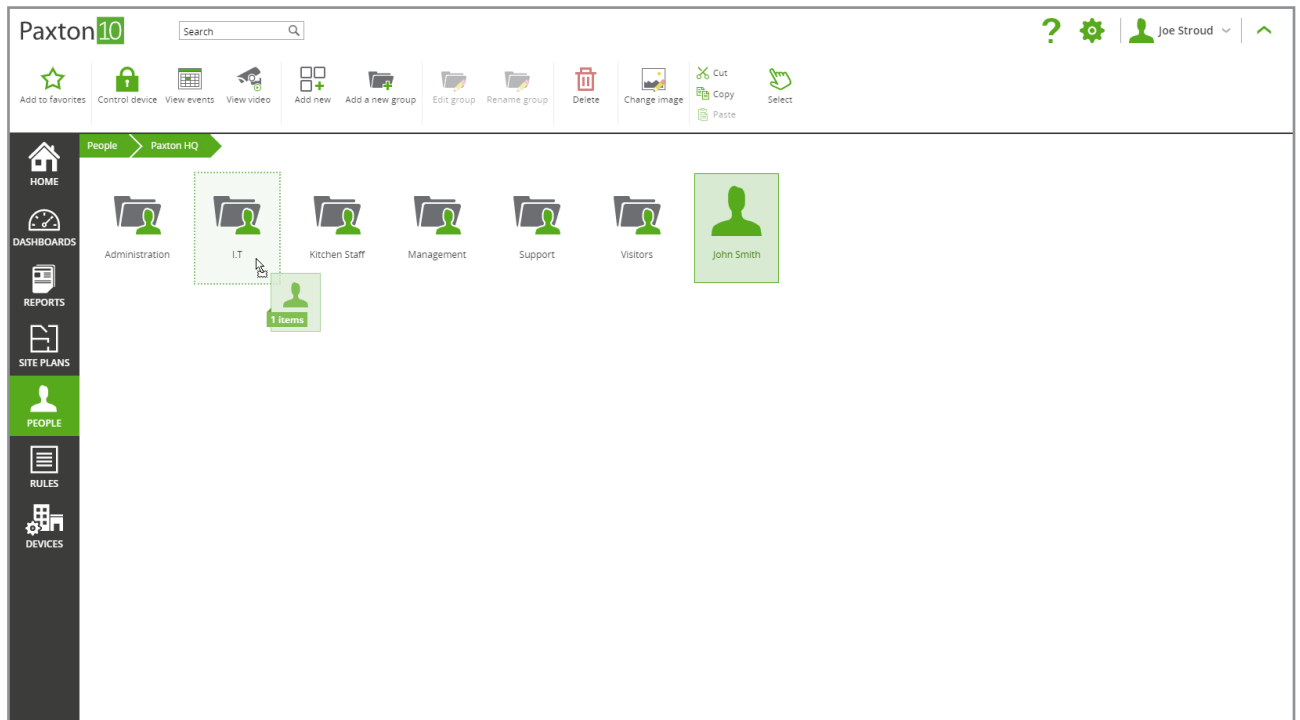 Paxton 10
Search
Joe Stroud
Add to favorites
Control device
View events
View video
Add new
Add a new group
Edit group
Rename group
Delete
Change image
Cut
Copy
Paste
Select
People
Paxton HQ
HOME
DASHBOARDS
REPORTS
SITE PLANS
PEOPLE
RULES
DEVICES
Administration
I.T
Kitchen Staff
Management
Support
Visitors
John Smith
1 items